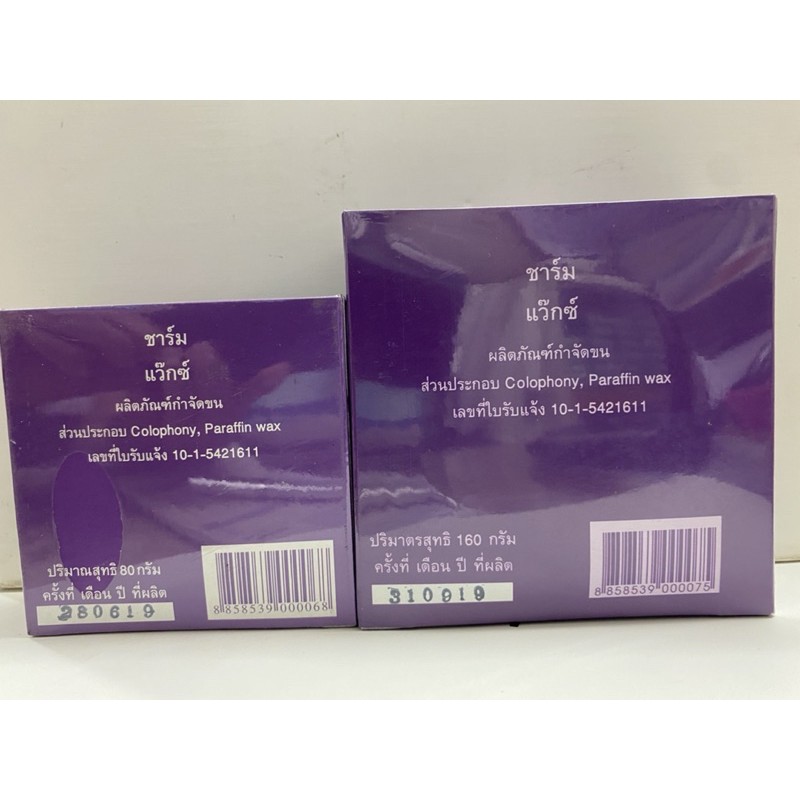 ชาร์ม
แว๊กซ์
ผลิตภัณฑ์กำจัดขน
ส่วนประกอบ Colophony, Paraffin wax
เลขที่ใบรับแจ้ง 10-1-5421611
ปริมาณสุทธิ 80 กรัม
ครั้งที่ เดือน ปี ที่ผลิต
280619
8 858539 000068
ชาร์ม
แว๊กซ์
ผลิตภัณฑ์กำจัดขน
ส่วนประกอบ Colophony, Paraffin wax
เลขที่ใบรับแจ้ง 10-1-5421611
ปริมาตรสุทธิ 160 กรัม
ครั้งที่ เดือน ปี ที่ผลิต
310919
8 858539 000075